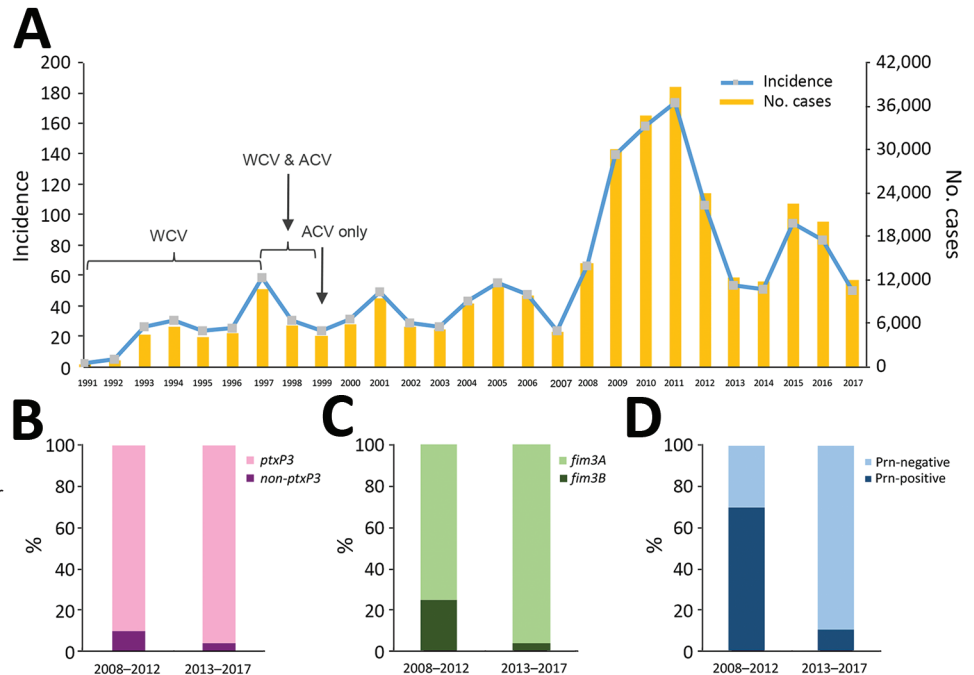 A
Incidence
No. cases
200
180
160
140
120
100
80
60
40
20
0
Incidence
42,000
36,000
30,000
24,000
18,000
12,000
6,000
0
No. cases
WCV & ACV
WCV
ACV only
1991 1992 1993 1994 1995 1996 1997 1998 1999 2000 2001 2002 2003 2004 2005 2006 2007 2008 2009 2010 2011 2012 2013 2014 2015 2016 2017
B
100
80
60
40
20
0
%
ptxP3
non-ptxP3
2008–2012 2013–2017
C
100
80
60
40
20
0
%
fim3A
fim3B
2008–2012 2013–2017
D
100
80
60
40
20
0
%
Prn-negative
Prn-positive
2008–2012 2013–2017